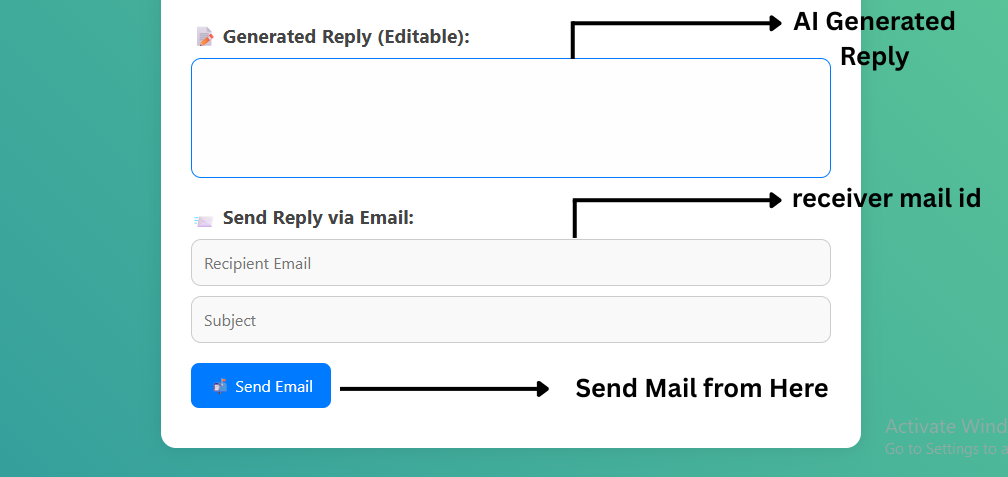 Generated Reply (Editable):
AI Generated
Reply
Send Reply via Email:
receiver mail id
Recipient Email
Subject
Send Email
Send Mail from Here
Activate Wind
Go to Settings to a